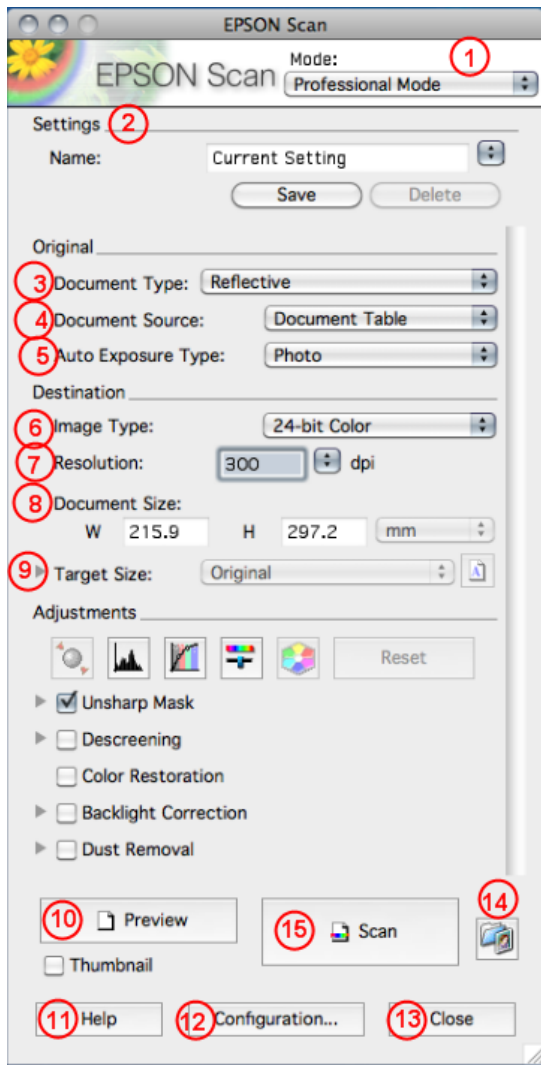 EPSON Scan
Mode: 1
EPSON Scan Professional Mode
Settings 2
Name: Current Setting
Save Delete
Original
3 Document Type: Reflective
4 Document Source: Document Table
5 Auto Exposure Type: Photo
Destination
6 Image Type: 24-bit Color
7 Resolution: 300 dpi
8 Document Size:
W 215.9 H 297.2 mm
9 Target Size: Original A
Adjustments
Reset
Unsharp Mask
Descreening
Color Restoration
Backlight Correction
Dust Removal
14
10 Preview 15 Scan
Thumbnail
11 Help 12 Configuration... 13 Close